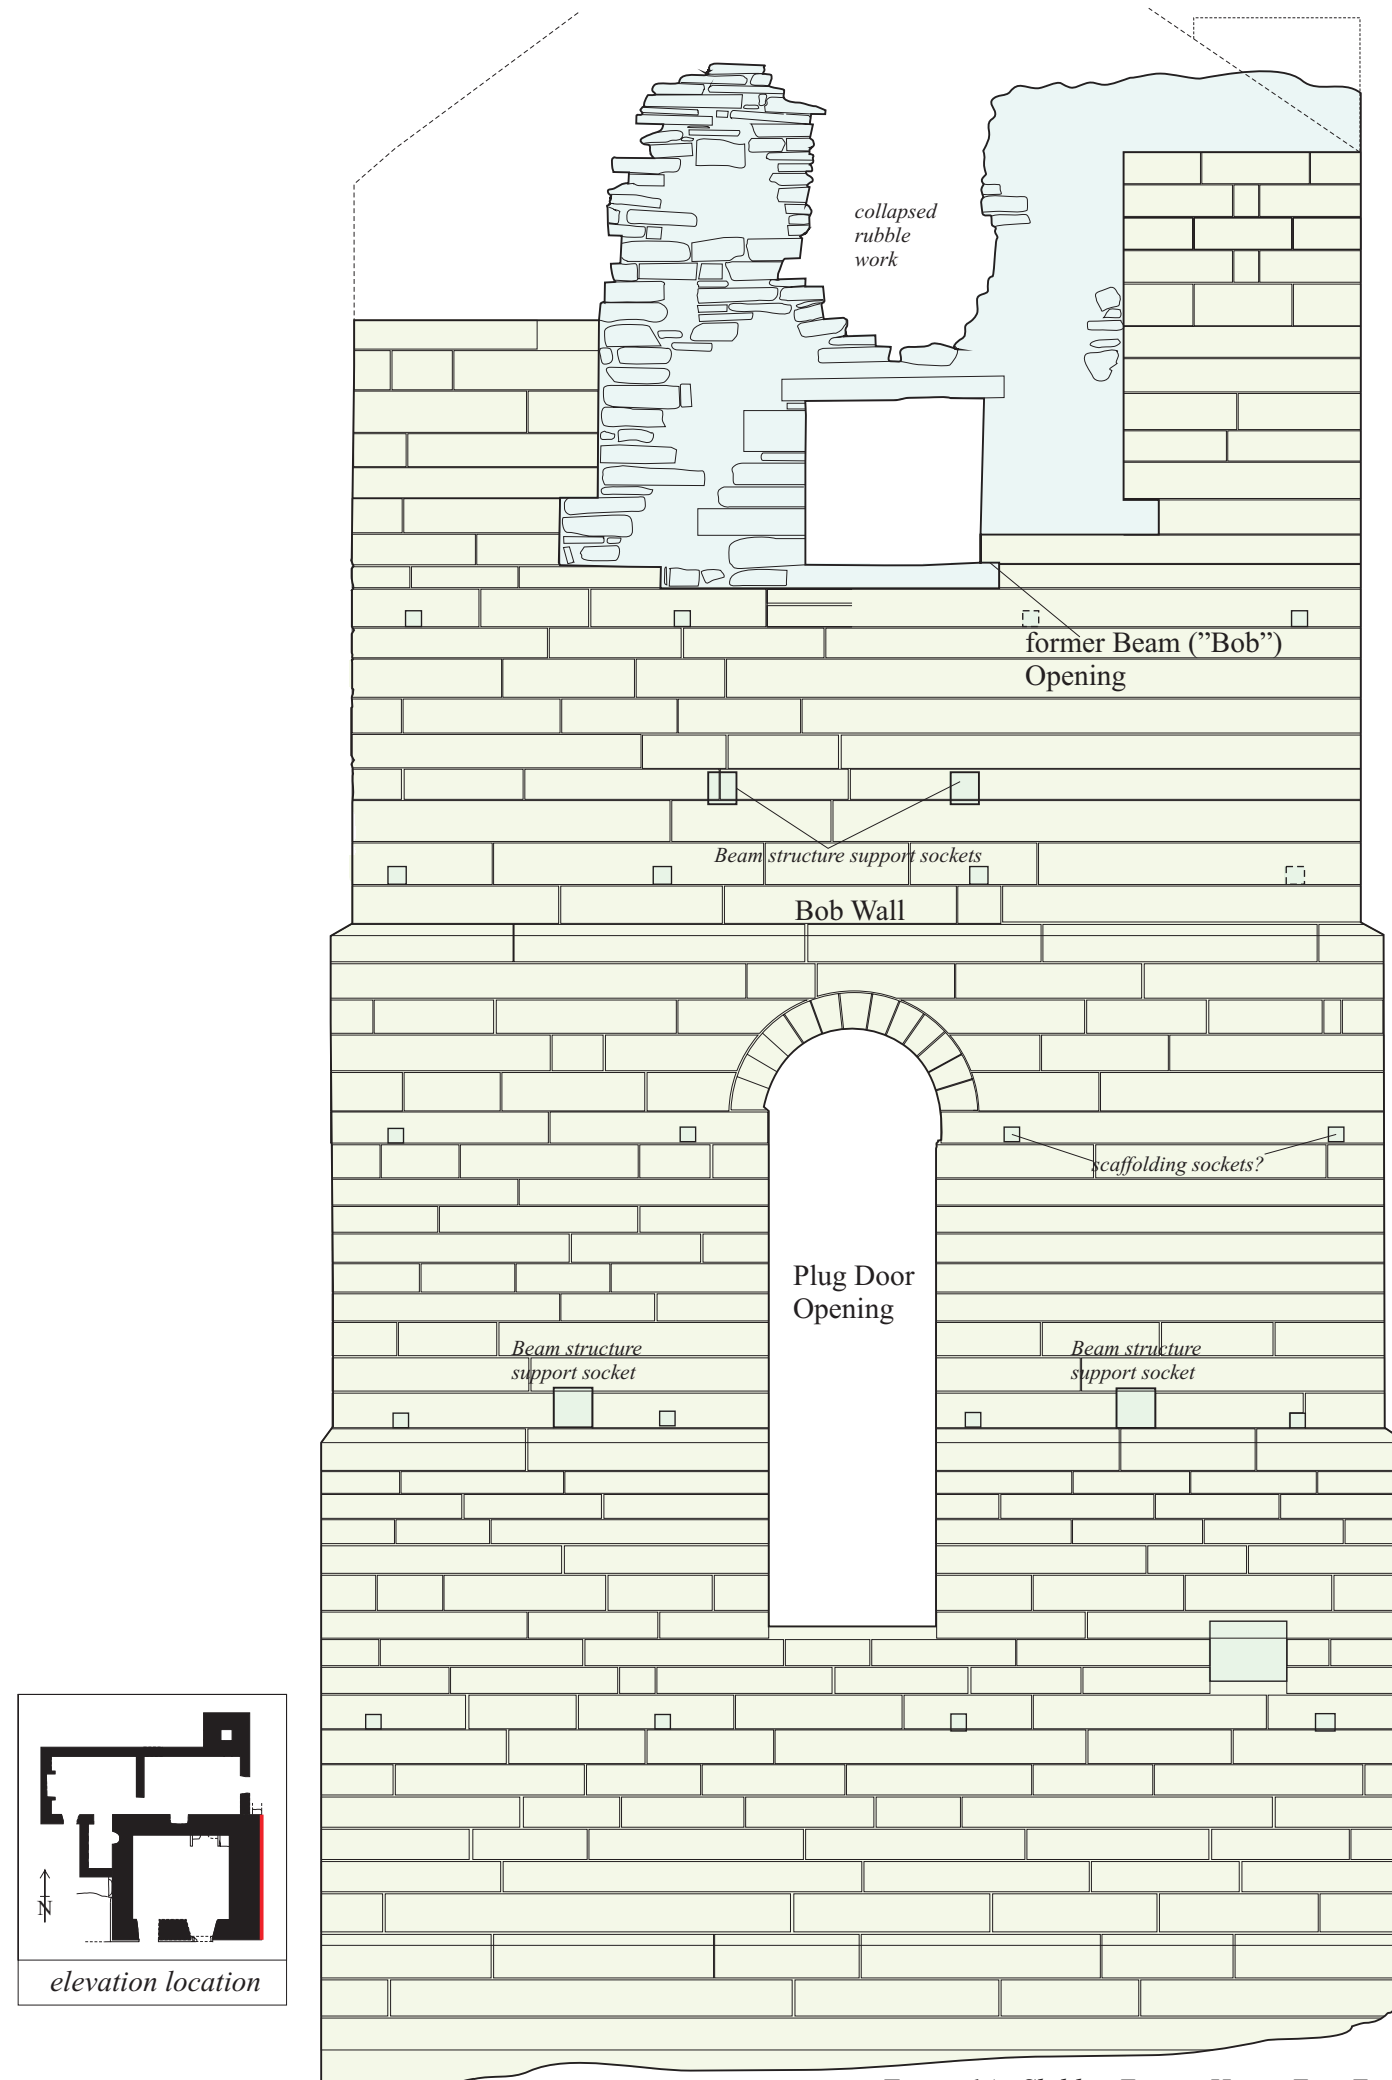 collapsed
rubble
work
former Beam (”Bob”)
Opening
Beam structure support sockets
Bob Wall
scaffolding sockets?
Plug Door
Opening
Beam structure
support socket
Beam structure
support socket
N
elevation location